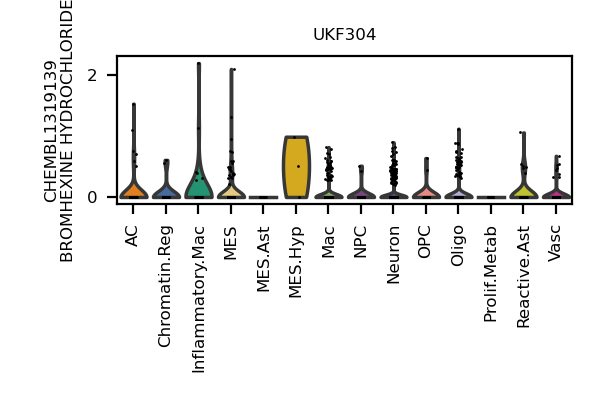 UKF304
CHEMBL1319139
BROMHEXINE HYDROCHLORIDE
2
0
AC
Chromatin.Reg
Inflammatory.Mac
MES
MES.Ast
MES.Hyp
Mac
NPC
Neuron
OPC
Oligo
Prolif.Metab
Reactive.Ast
Vasc